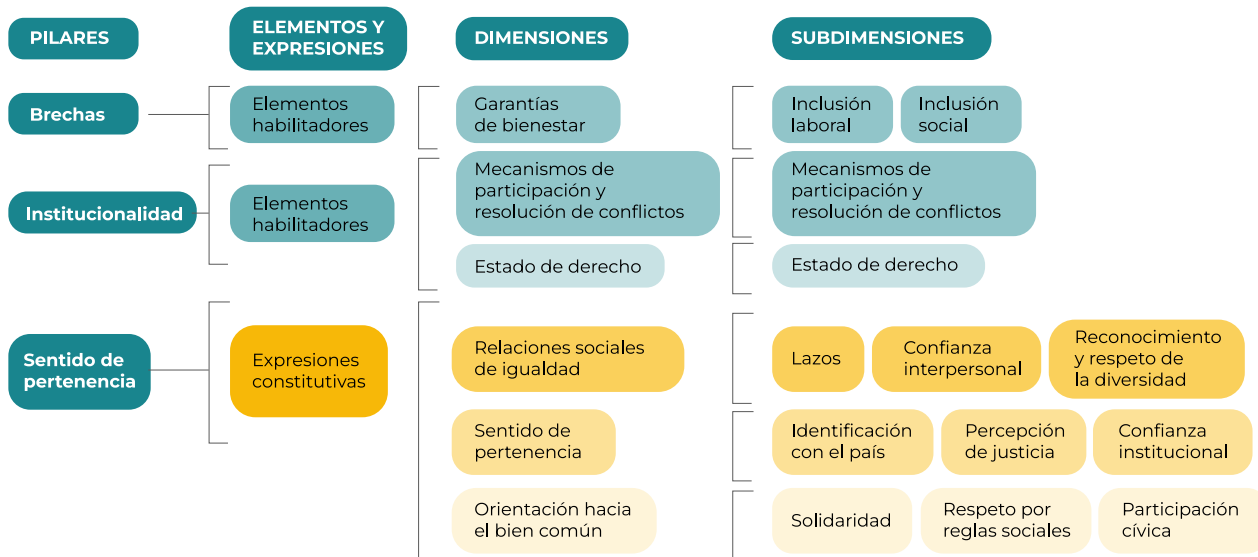 PILARES
ELEMENTOS Y
EXPRESIONES
DIMENSIONES
SUBDIMENSIONES
Brechas
Elementos
habilitadores
Garantías
de bienestar
Inclusión
laboral
Inclusión
social
Institucionalidad
Elementos
habilitadores
Mecanismos de
participación y
resolución de conflictos
Mecanismos de
participación y
resolución de conflictos
Estado de derecho
Estado de derecho
Sentido de
pertenencia
Expresiones
constitutivas
Relaciones sociales
de igualdad
Lazos
Confianza
interpersonal
Reconocimiento
y respeto de
la diversidad
Sentido de
pertenencia
Identificación
con el país
Percepción
de justicia
Confianza
institucional
Orientación hacia
el bien común
Solidaridad
Respeto por
reglas sociales
Participación
cívica